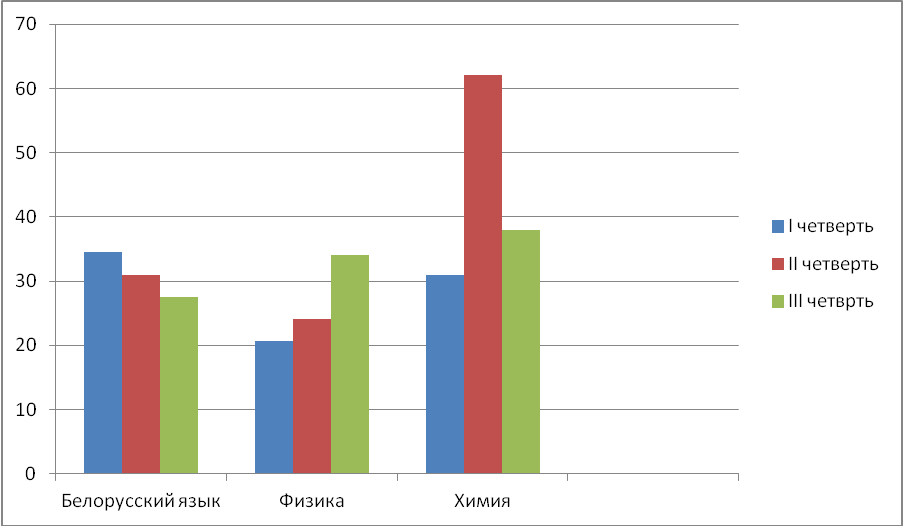 70
60
50
40
30
20
10
0
Белорусский язык
Физика
Химия
I четверть
II четверть
III четврть